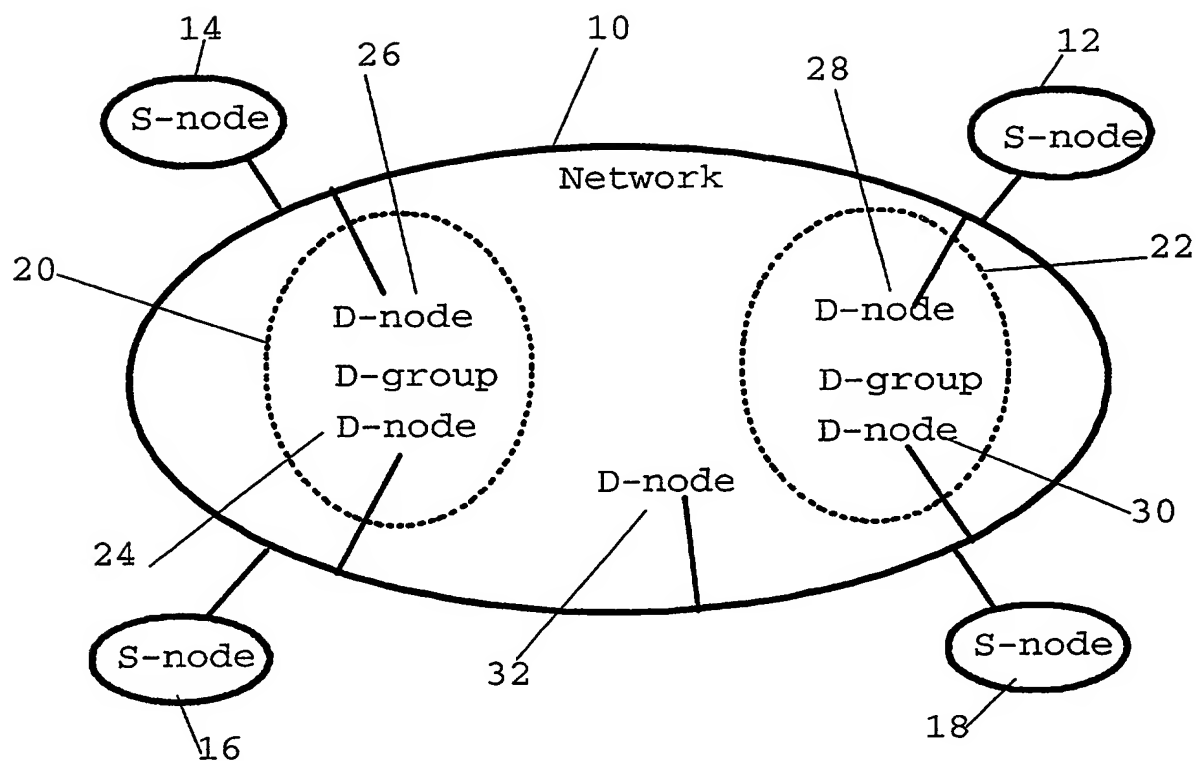 14
10
12
26
28
S-node
S-node
Network
20
22
D-node
D-node
D-group
D-group
D-node
D-node
D-node
24
30
S-node
S-node
32
16
18